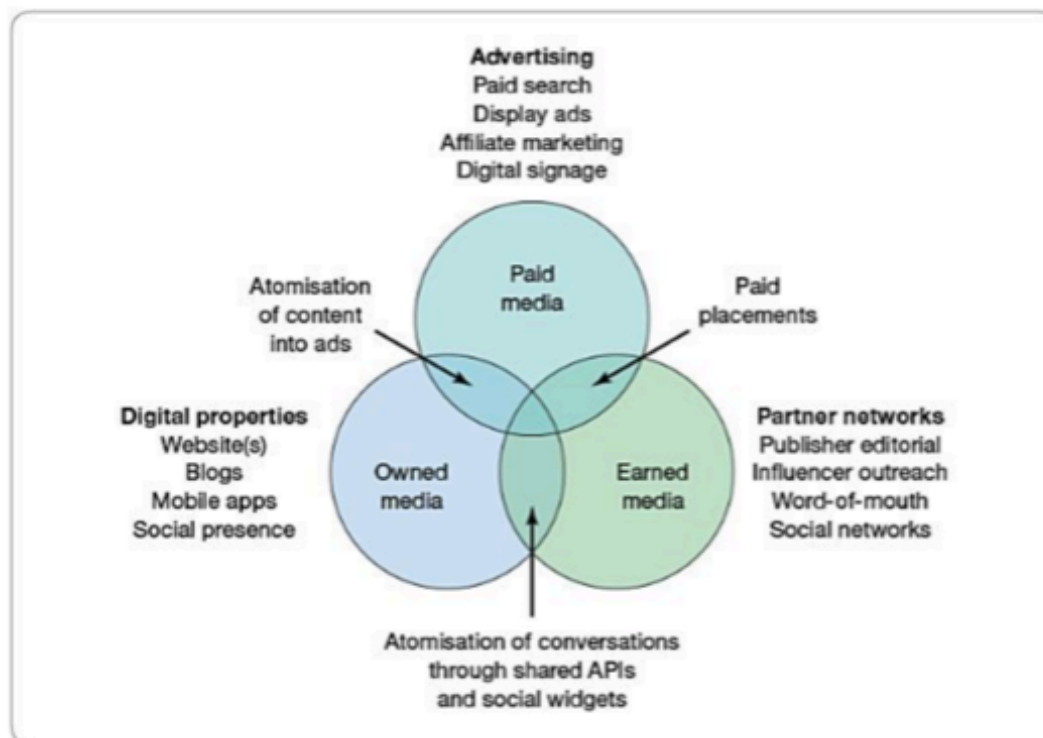 Advertising
Paid search
Display ads
Affiliate marketing
Digital signage
Paid
media
Atomisation
of content
into ads
Paid
placements
Digital properties
Website(s)
Blogs
Mobile apps
Social presence
Owned
media
Earned
media
Partner networks
Publisher editorial
Influencer outreach
Word-of-mouth
Social networks
Atomisation of conversations
through shared APIs
and social widgets